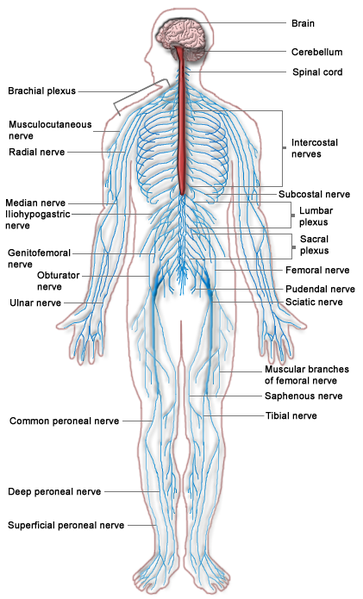 Brain
Cerebellum
Spinal cord
Brachial plexus
Musculocutaneous
nerve
Radial nerve
Intercostal
nerves
Median nerve
Iliohypogastric
nerve
Subcostal nerve
Lumbar
plexus
Sacral
plexus
Genitofemoral
nerve
Obturator
nerve
Ulnar nerve
Femoral nerve
Pudendal nerve
Sciatic nerve
Muscular branches
of femoral nerve
Saphenous nerve
Common peroneal nerve
Tibial nerve
Deep peroneal nerve
Superficial peroneal nerve